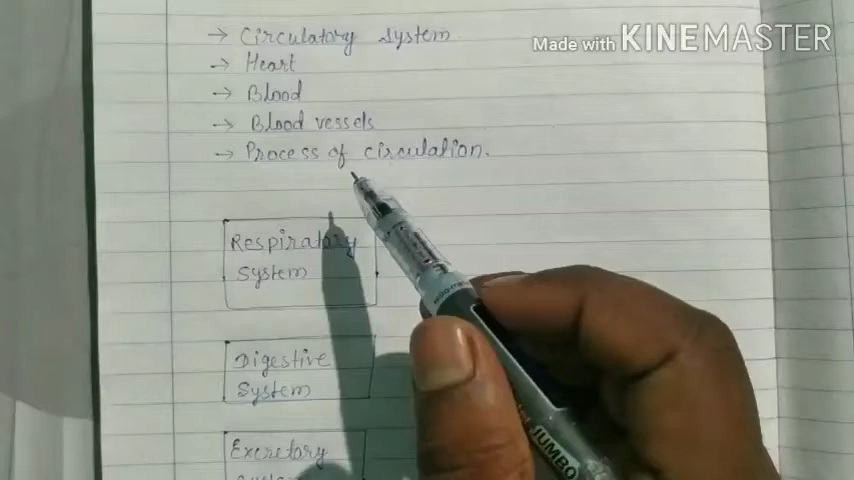 → Circulatory System
Made with KINEMASTER
→ Heart
→ Blood
→ Blood vessels
→ Process of circulation.
Respiratory
System
Digestive
System
Excretory
JUMBO